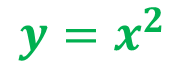 y = x²